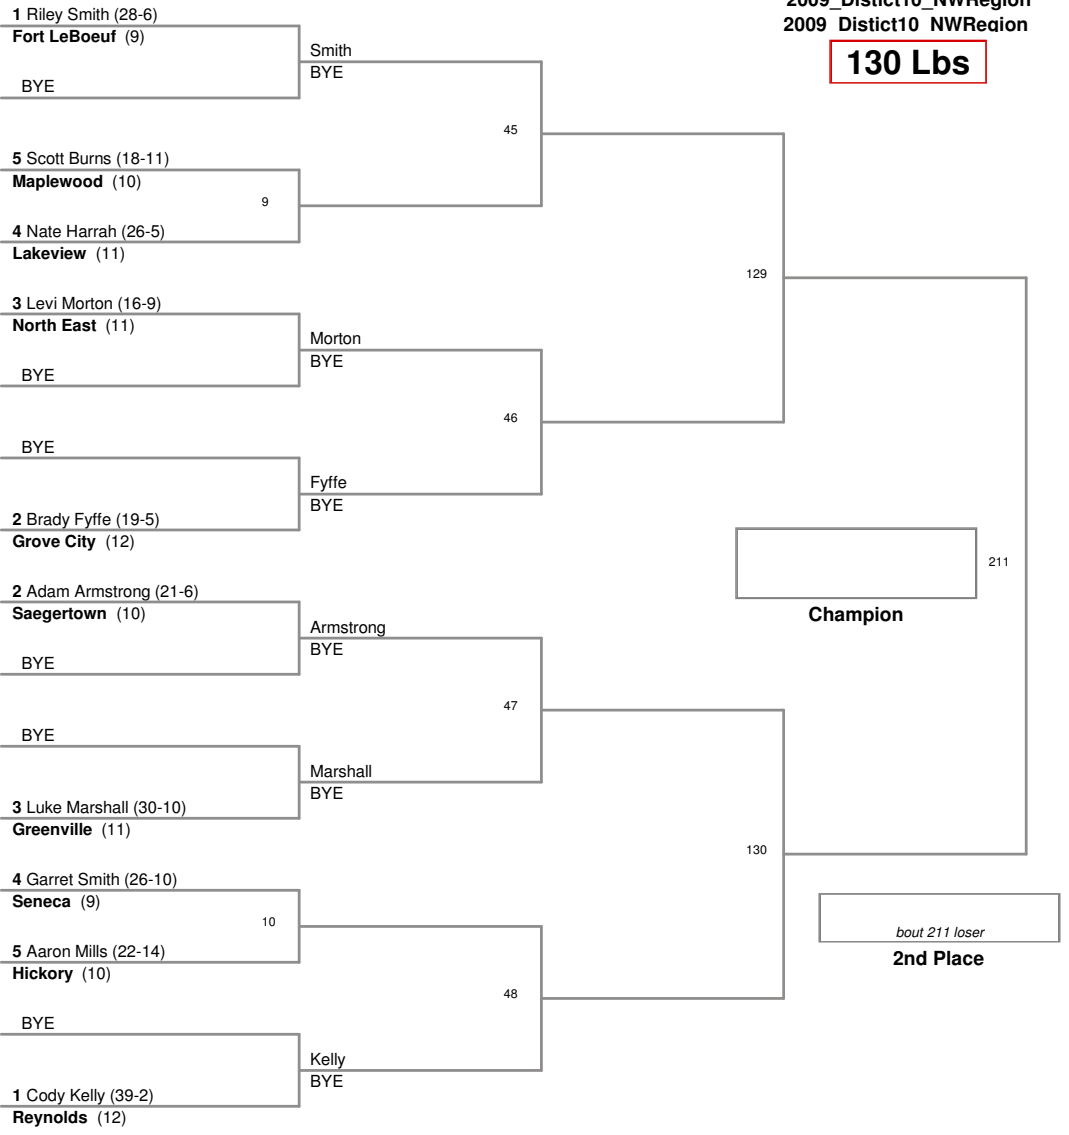 2009_Distict10_NWRegion
2009_Distict10_NWRegion
130 Lbs
1 Riley Smith (28-6)
Fort LeBoeuf (9)
BYE
Smith
BYE
45
5 Scott Burns (18-11)
Maplewood (10)
9
4 Nate Harrah (26-5)
Lakeview (11)
129
3 Levi Morton (16-9)
North East (11)
BYE
Morton
BYE
46
BYE
Fyffe
BYE
2 Brady Fyffe (19-5)
Grove City (12)
211
Champion
2 Adam Armstrong (21-6)
Saegertown (10)
BYE
Armstrong
BYE
47
BYE
Marshall
BYE
3 Luke Marshall (30-10)
Greenville (11)
130
4 Garret Smith (26-10)
Seneca (9)
10
5 Aaron Mills (22-14)
Hickory (10)
bout 211 loser
2nd Place
48
BYE
Kelly
BYE
1 Cody Kelly (39-2)
Reynolds (12)